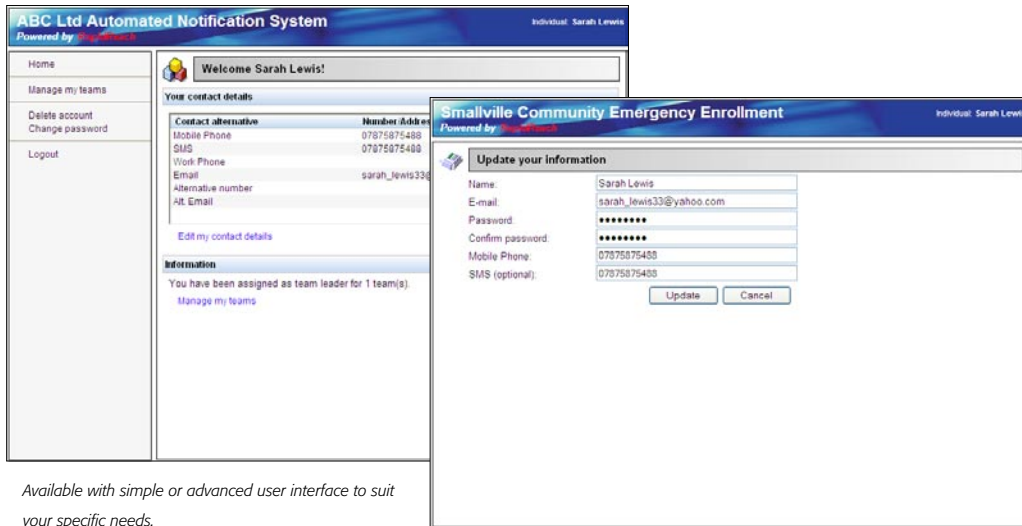 ABC Ltd Automated Notification System
Individual: Sarah Lewis
Powered by
Home
Manage my teams
Delete account
Change password
Logout
Welcome Sarah Lewis!
Your contact details
Contact alternative
Mobile Phone 07875875488
SMS 07875875488
Work Phone
Email sarah_lewis33@
Alternative number
Alt. Email
Edit my contact details
Information
You have been assigned as team leader for 1 team(s).
Manage my teams
Smallville Community Emergency Enrollment
Individual: Sarah Lewis
Powered by
Update your information
Name: Sarah Lewis
E-mail: sarah_lewis33@yahoo.com
Password: ••••••••
Confirm password: ••••••••
Mobile Phone: 07875875488
SMS (optional): 07875875488
Update Cancel
Available with simple or advanced user interface to suit
your specific needs.